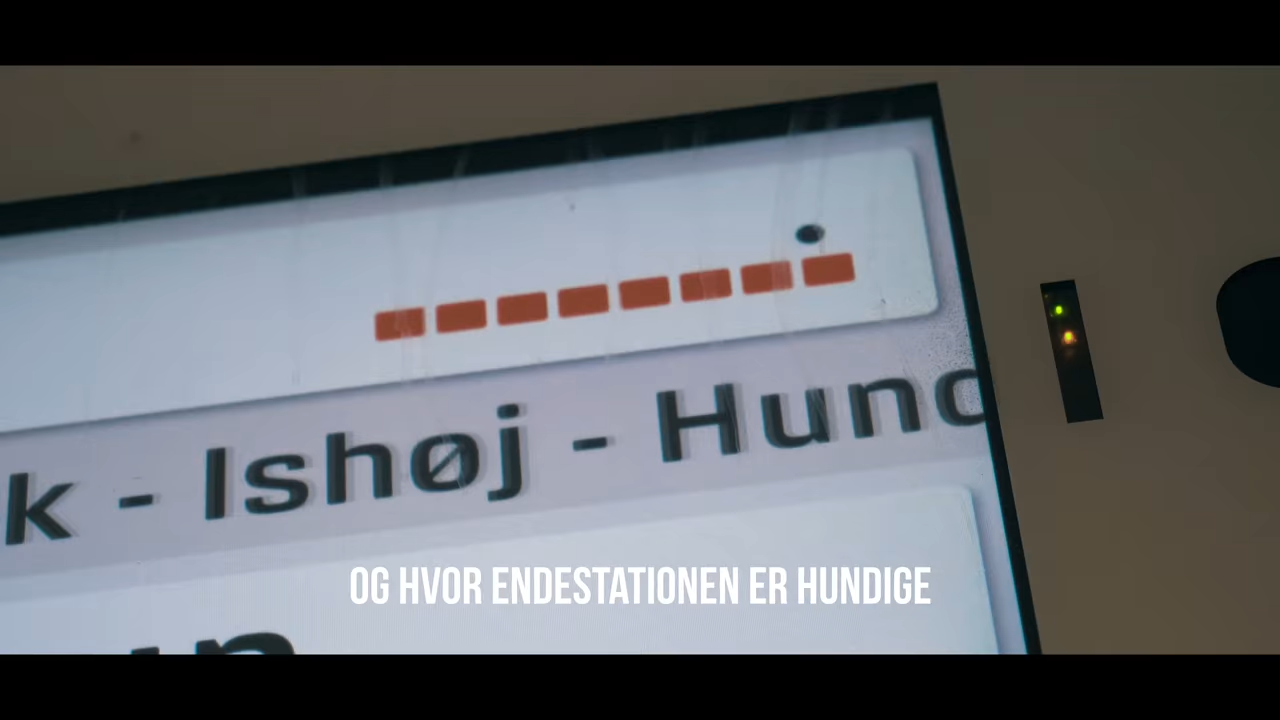 k - Ishøj - Hund
OG HVOR ENDESTATIONEN ER HUNDIGE